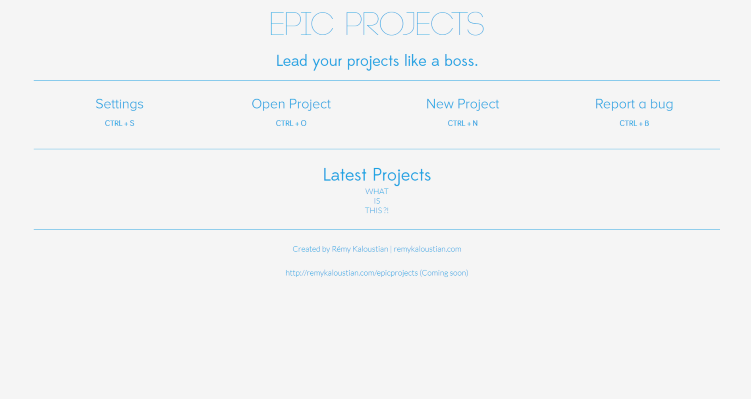 EPIC PROJECTS
Lead your projects like a boss.
Settings Open Project New Project Report a bug
CTRL + S CTRL + O CTRL + N CTRL + B
Latest Projects
WHAT
IS
THIS ?!
Created by Rémy Kaloustian | remykaloustian.com
http://remykaloustian.com/epicprojects (Coming soon)